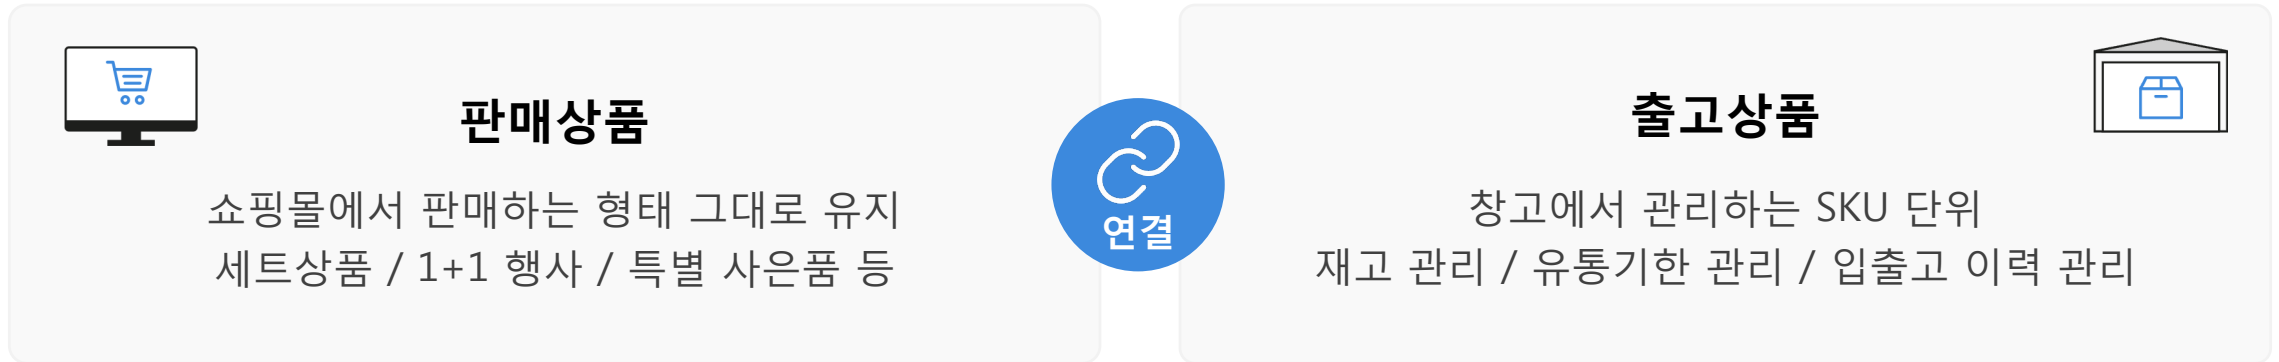 판매상품
쇼핑몰에서 판매하는 형태 그대로 유지
세트상품 / 1+1 행사 / 특별 사은품 등
연결
출고상품
창고에서 관리하는 SKU 단위
재고 관리 / 유통기한 관리 / 입출고 이력 관리